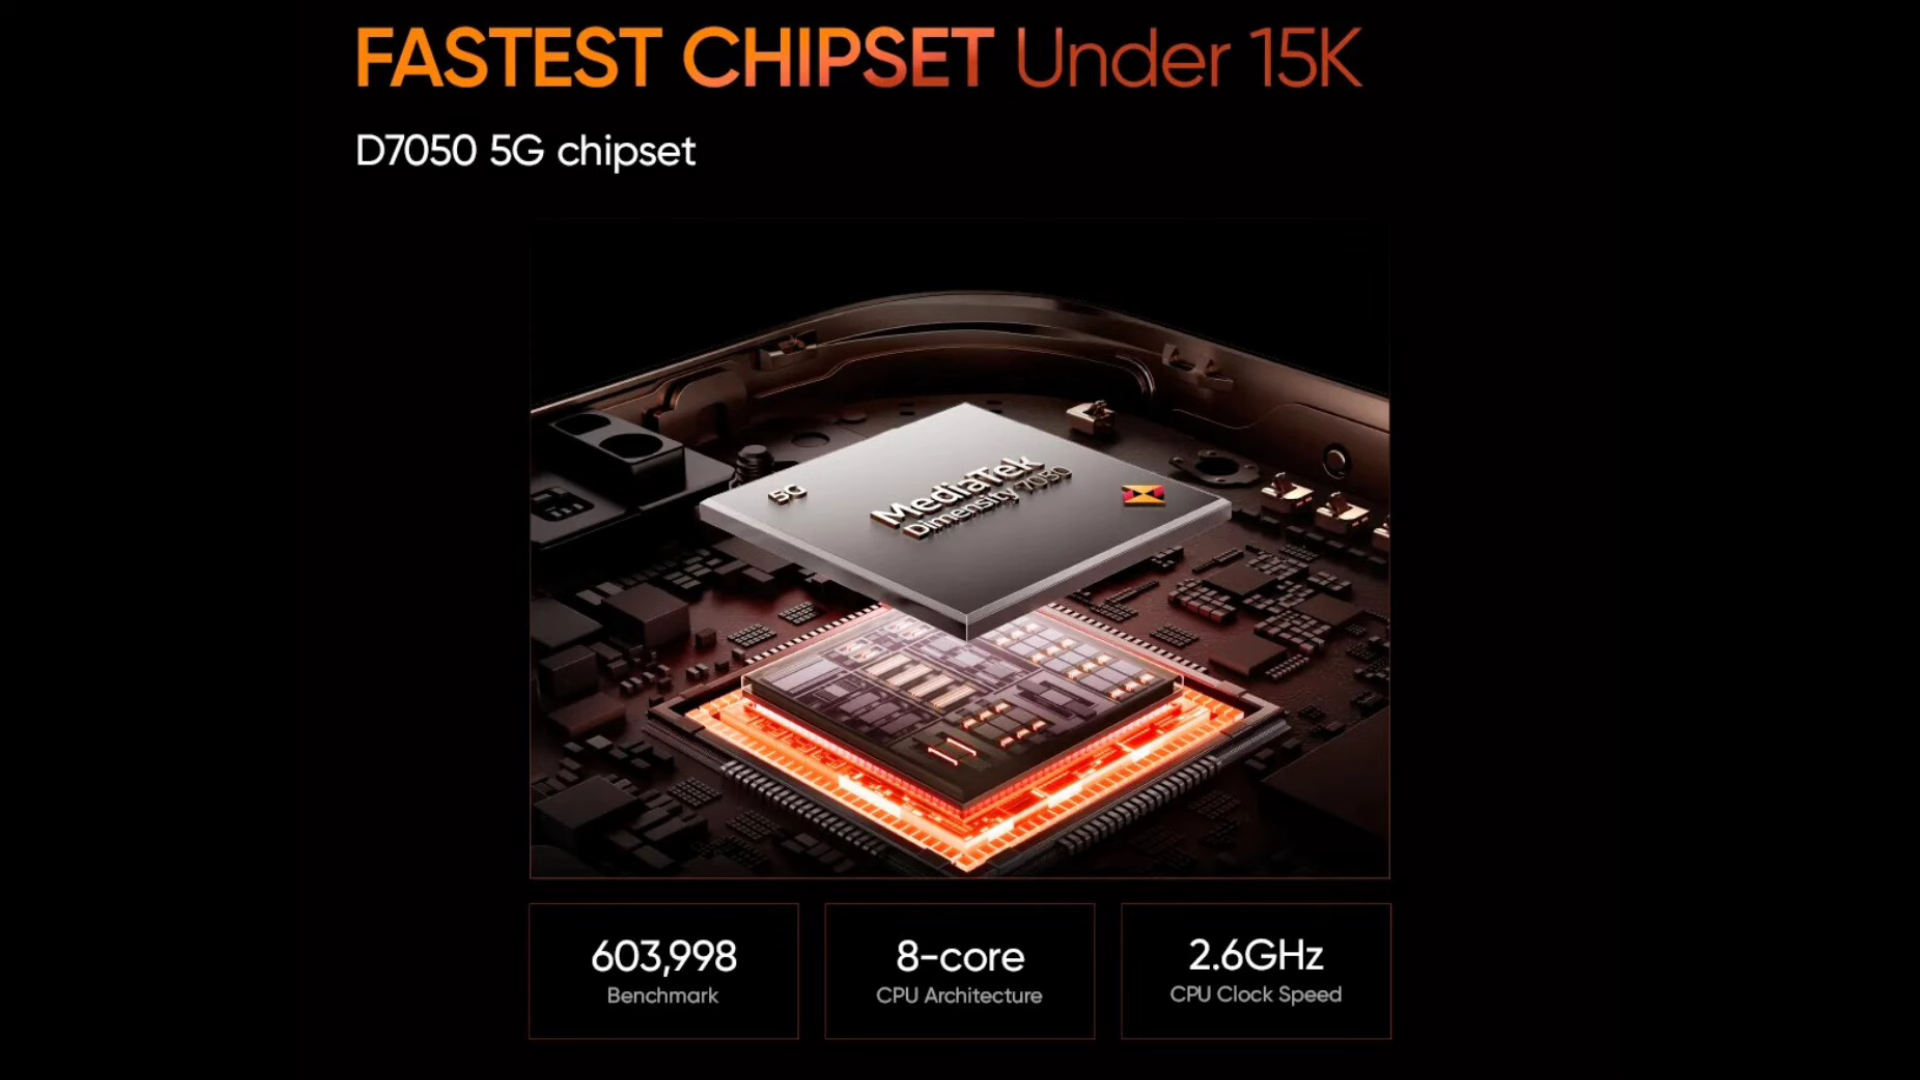 FASTEST CHIPSET Under 15K
D7050 5G chipset
5G
MediaTek
Dimensity 7050
603,998
Benchmark
8-core
CPU Architecture
2.6GHz
CPU Clock Speed